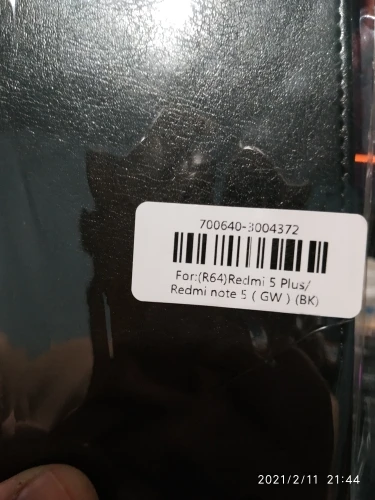 700640-3004372
For:(R64)Redmi 5 Plus/
Redmi note 5 ( GW ) (BK)
2021/2/11 21:44